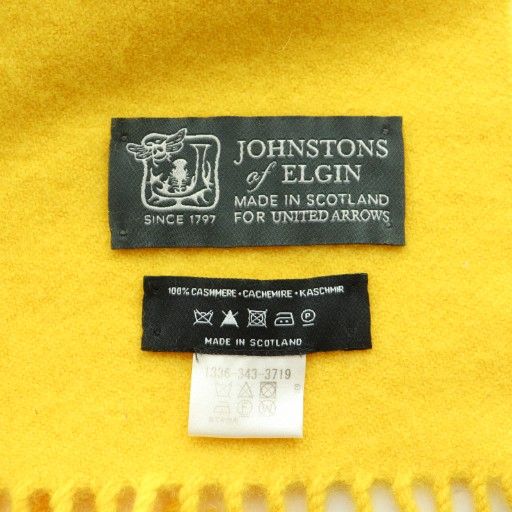 JOHNSTONS
of ELGIN
MADE IN SCOTLAND
SINCE 1797
FOR UNITED ARROWS
100% CASHMERE • CACHEMIRE • KASCHMIR
MADE IN SCOTLAND
1336-343-3719